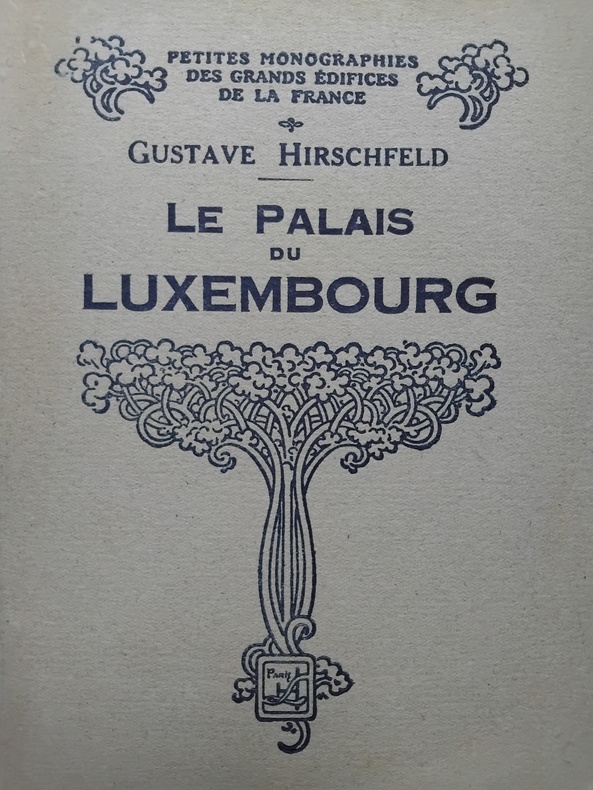 PETITES MONOGRAPHIES
DES GRANDS ÉDIFICES
DE LA FRANCE
GUSTAVE HIRSCHFELD
LE PALAIS
DU
LUXEMBOURG
PARIS